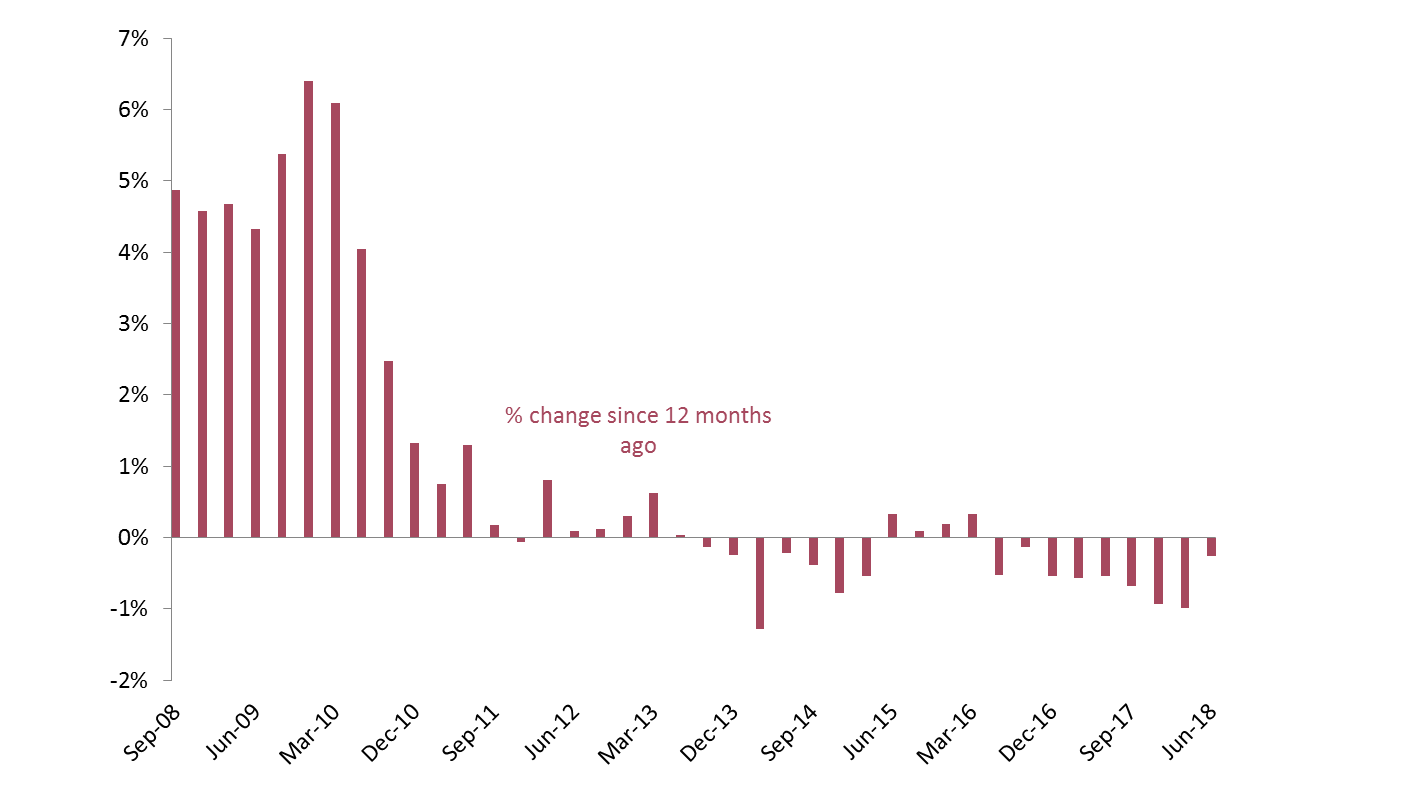 7%
6%
5%
4%
3%
2%
1%
0%
-1%
-2%
% change since 12 months
ago
Sep-08
Jun-09
Mar-10
Dec-10
Sep-11
Jun-12
Mar-13
Dec-13
Sep-14
Jun-15
Mar-16
Dec-16
Sep-17
Jun-18